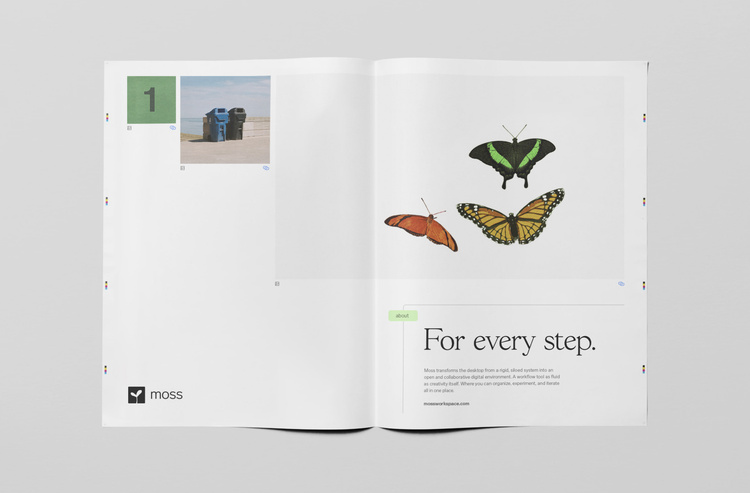 1
about
For every step.
Moss transforms the desktop from a rigid, siloed system into an
open and collaborative digital environment. A workflow tool as fluid
as creativity itself. Where you can organize, experiment, and iterate
all in one place.
mossworkspace.com
moss